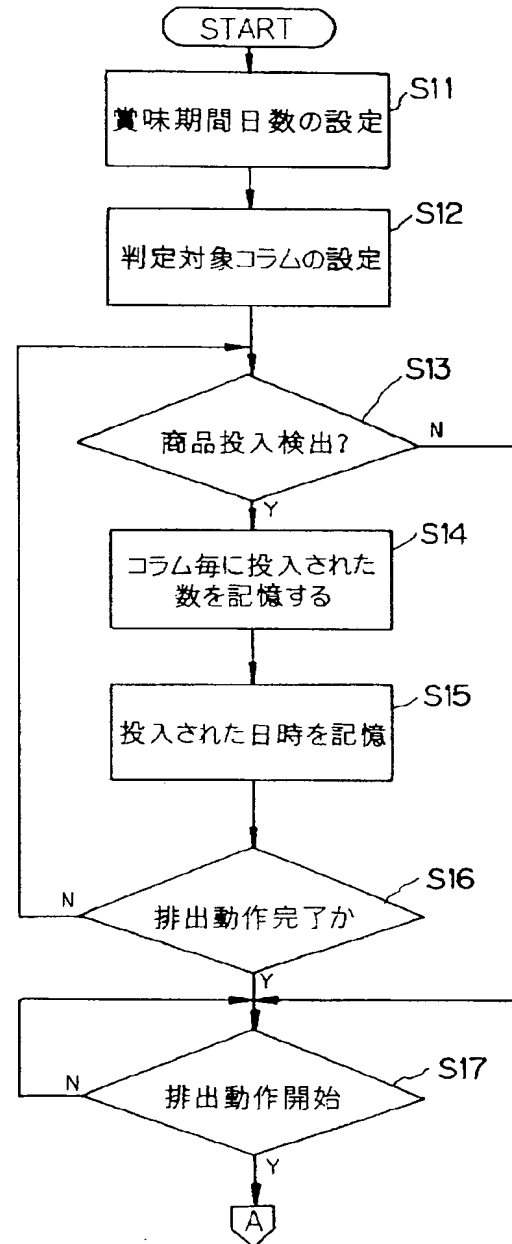 START
S11
賞味期間日数の設定
S12
判定対象コラムの設定
S13
商品投入検出?
N
Y
S14
コラム毎に投入された
数を記憶する
S15
投入された日時を記憶
S16
排出動作完了か
N
Y
S17
排出動作開始
N
Y
A